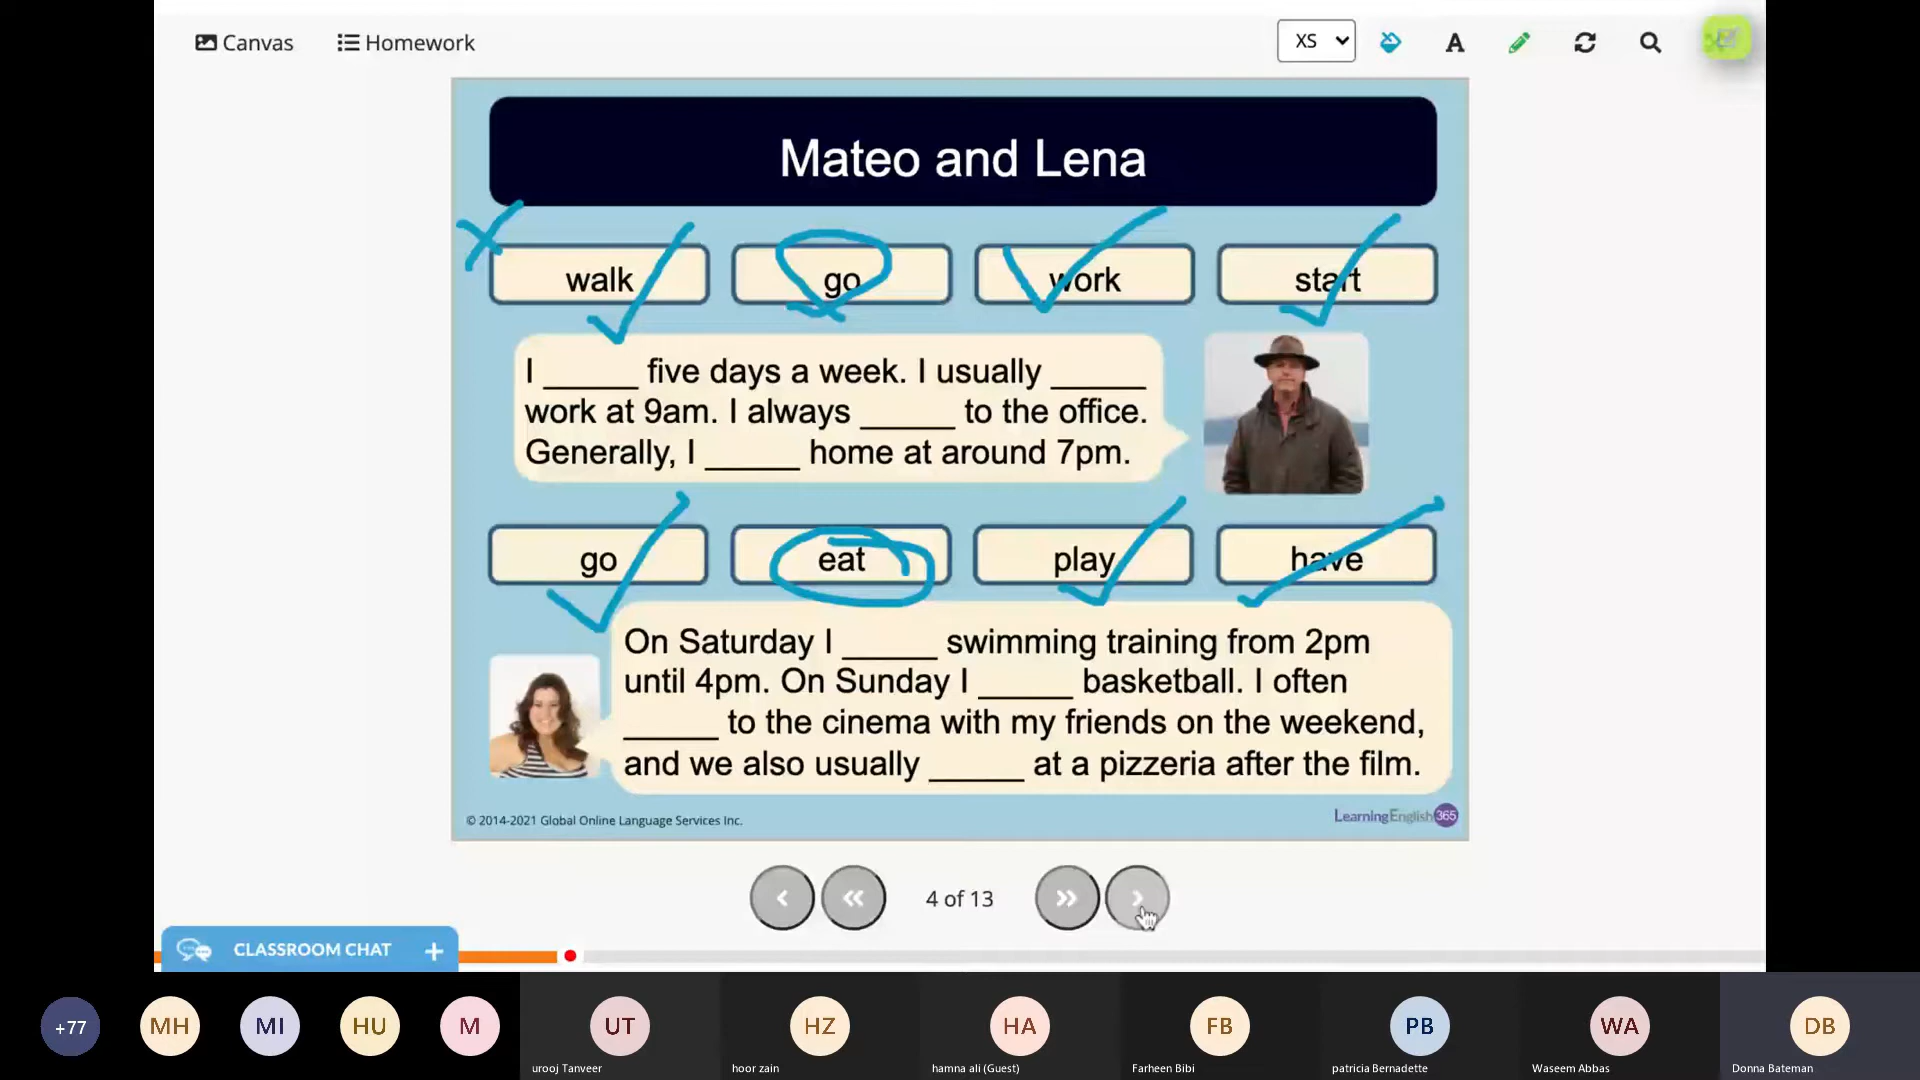 Canvas
Homework
XS
A
Mateo and Lena
walk
go
work
start
I _____ five days a week. I usually _____
work at 9am. I always _____ to the office.
Generally, I _____ home at around 7pm.
go
eat
play
have
On Saturday I _____ swimming training from 2pm
until 4pm. On Sunday I _____ basketball. I often
_____ to the cinema with my friends on the weekend,
and we also usually _____ at a pizzeria after the film.
© 2014-2021 Global Online Language Services Inc.
LearningEnglish365
4 of 13
CLASSROOM CHAT +
+77
MH
MI
HU
M
UT
HZ
HA
FB
PB
WA
DB
urooj Tanveer
hoor zain
hamna ali (Guest)
Farheen Bibi
patricia Bernadette
Waseem Abbas
Donna Bateman